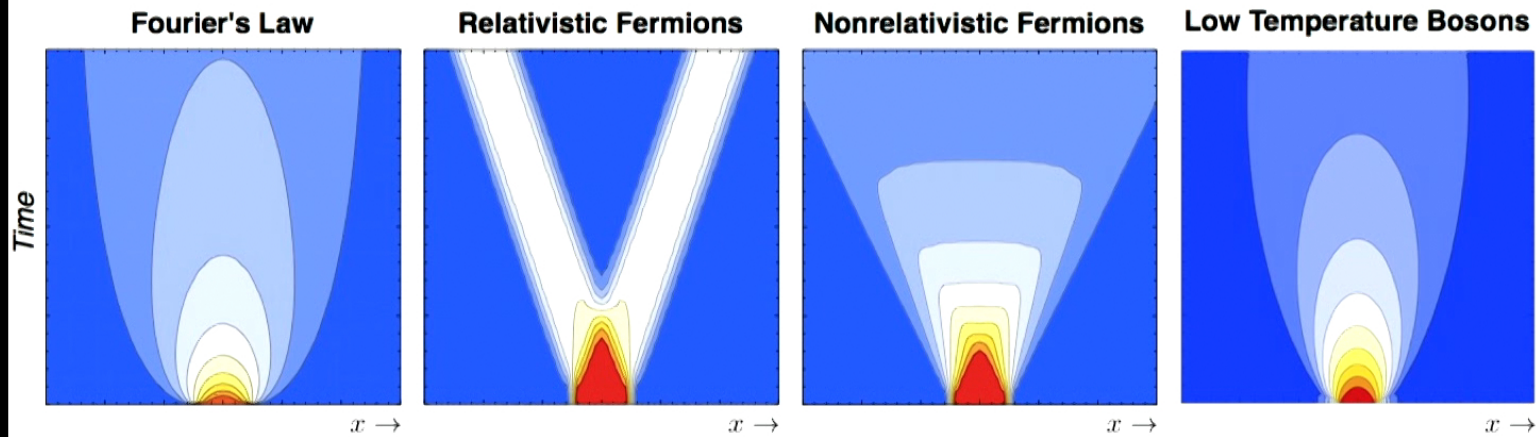 Fourier's Law
Relativistic Fermions
Nonrelativistic Fermions
Low Temperature Bosons
Time
x →
x →
x →
x →